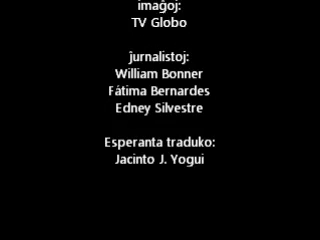 imaĝoj:
TV Globo
ĵurnalistoj:
William Bonner
Fátima Bernardes
Edney Silvestre
Esperanta traduko:
Jacinto J. Yogui